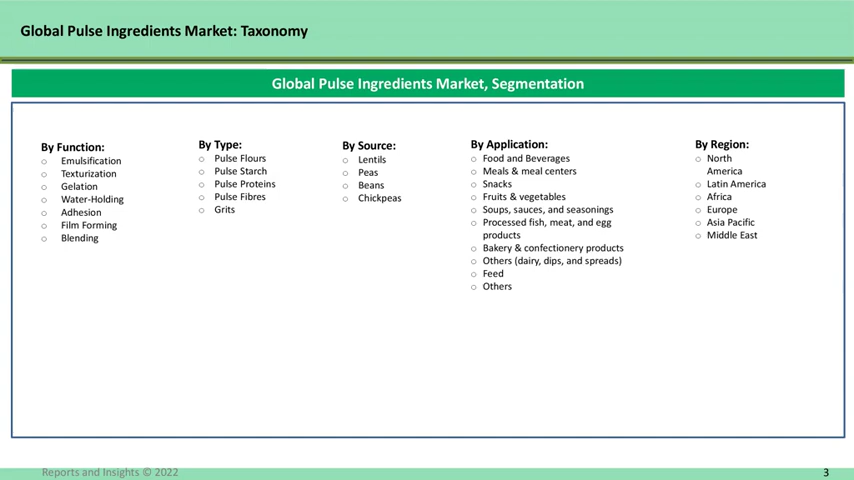 Global Pulse Ingredients Market: Taxonomy
Global Pulse Ingredients Market, Segmentation
By Function:
o Emulsification
o Texturization
o Gelation
o Water-Holding
o Adhesion
o Film Forming
o Blending
By Type:
o Pulse Flours
o Pulse Starch
o Pulse Proteins
o Pulse Fibres
o Grits
By Source:
o Lentils
o Peas
o Beans
o Chickpeas
By Application:
o Food and Beverages
o Meals & meal centers
o Snacks
o Fruits & vegetables
o Soups, sauces, and seasonings
o Processed fish, meat, and egg
products
o Bakery & confectionery products
o Others (dairy, dips, and spreads)
o Feed
o Others
By Region:
o North
America
o Latin America
o Africa
o Europe
o Asia Pacific
o Middle East
Reports and Insights © 2022
3